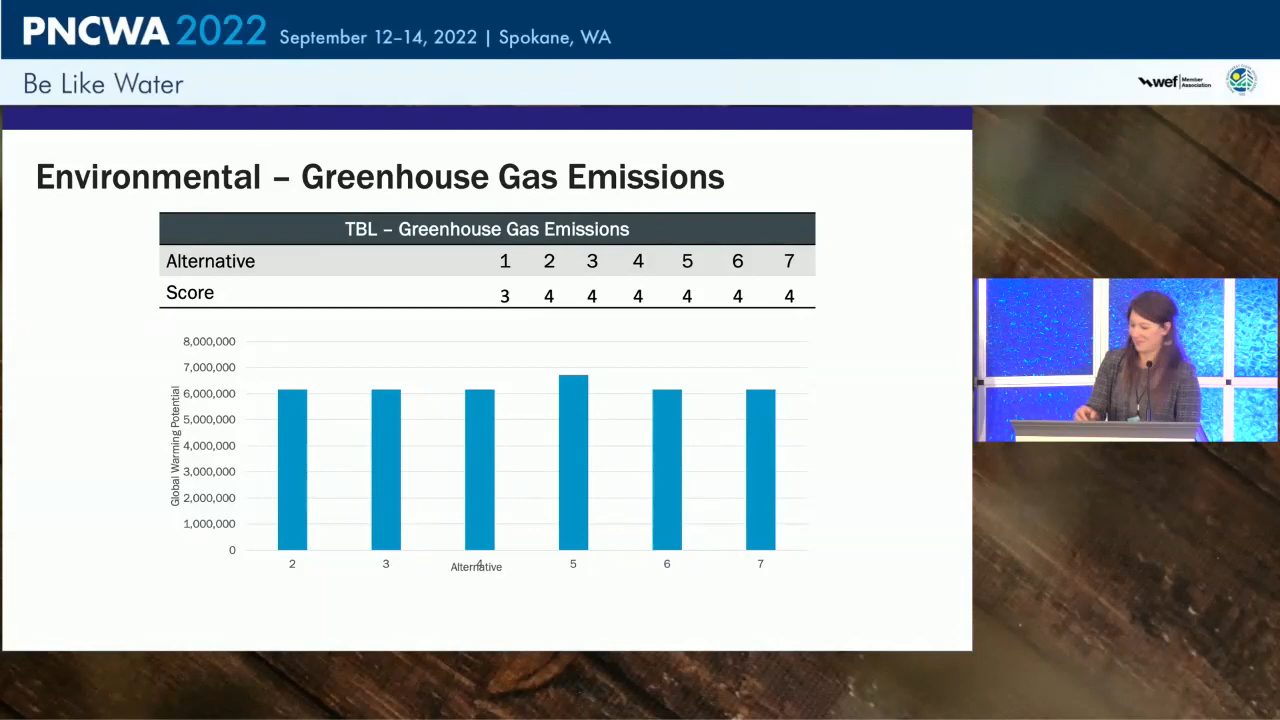 PNCWA 2022 September 12–14, 2022 | Spokane, WA
Be Like Water
wef Member Association
Environmental – Greenhouse Gas Emissions
TBL – Greenhouse Gas Emissions
Alternative 1 2 3 4 5 6 7
Score 3 4 4 4 4 4 4
8,000,000
7,000,000
6,000,000
5,000,000
4,000,000
3,000,000
2,000,000
1,000,000
0
Global Warming Potential
2 3 4 5 6 7
Alternative